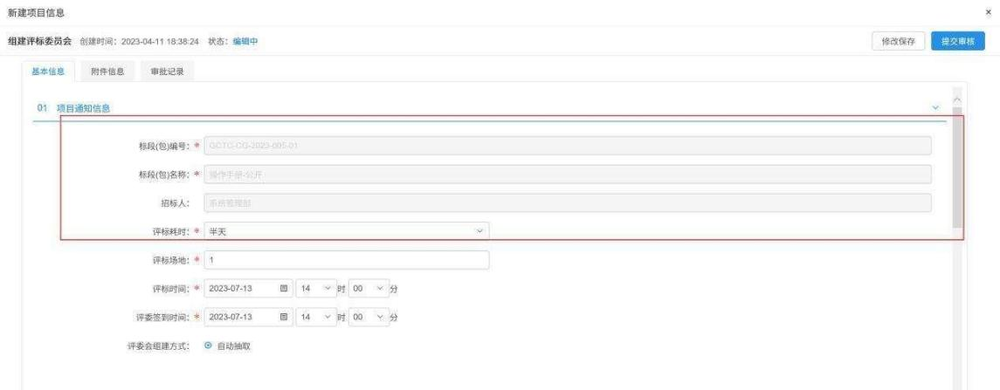 新建项目信息 ×
组建评标委员会 创建时间：2023-04-11 18:38:24 状态：编辑中 修改保存 提交审核
基本信息 附件信息 审批记录
01 项目通知信息
标段(包)编号：* GCTC-CG-2023-005-01
标段(包)名称：* 操作手册-公开
招标人： 系统管理部
评标耗时：* 半天
评标场地：* 1
评标时间：* 2023-07-13 14 时 00 分
评委签到时间：* 2023-07-13 14 时 00 分
评委会组建方式： 自动抽取